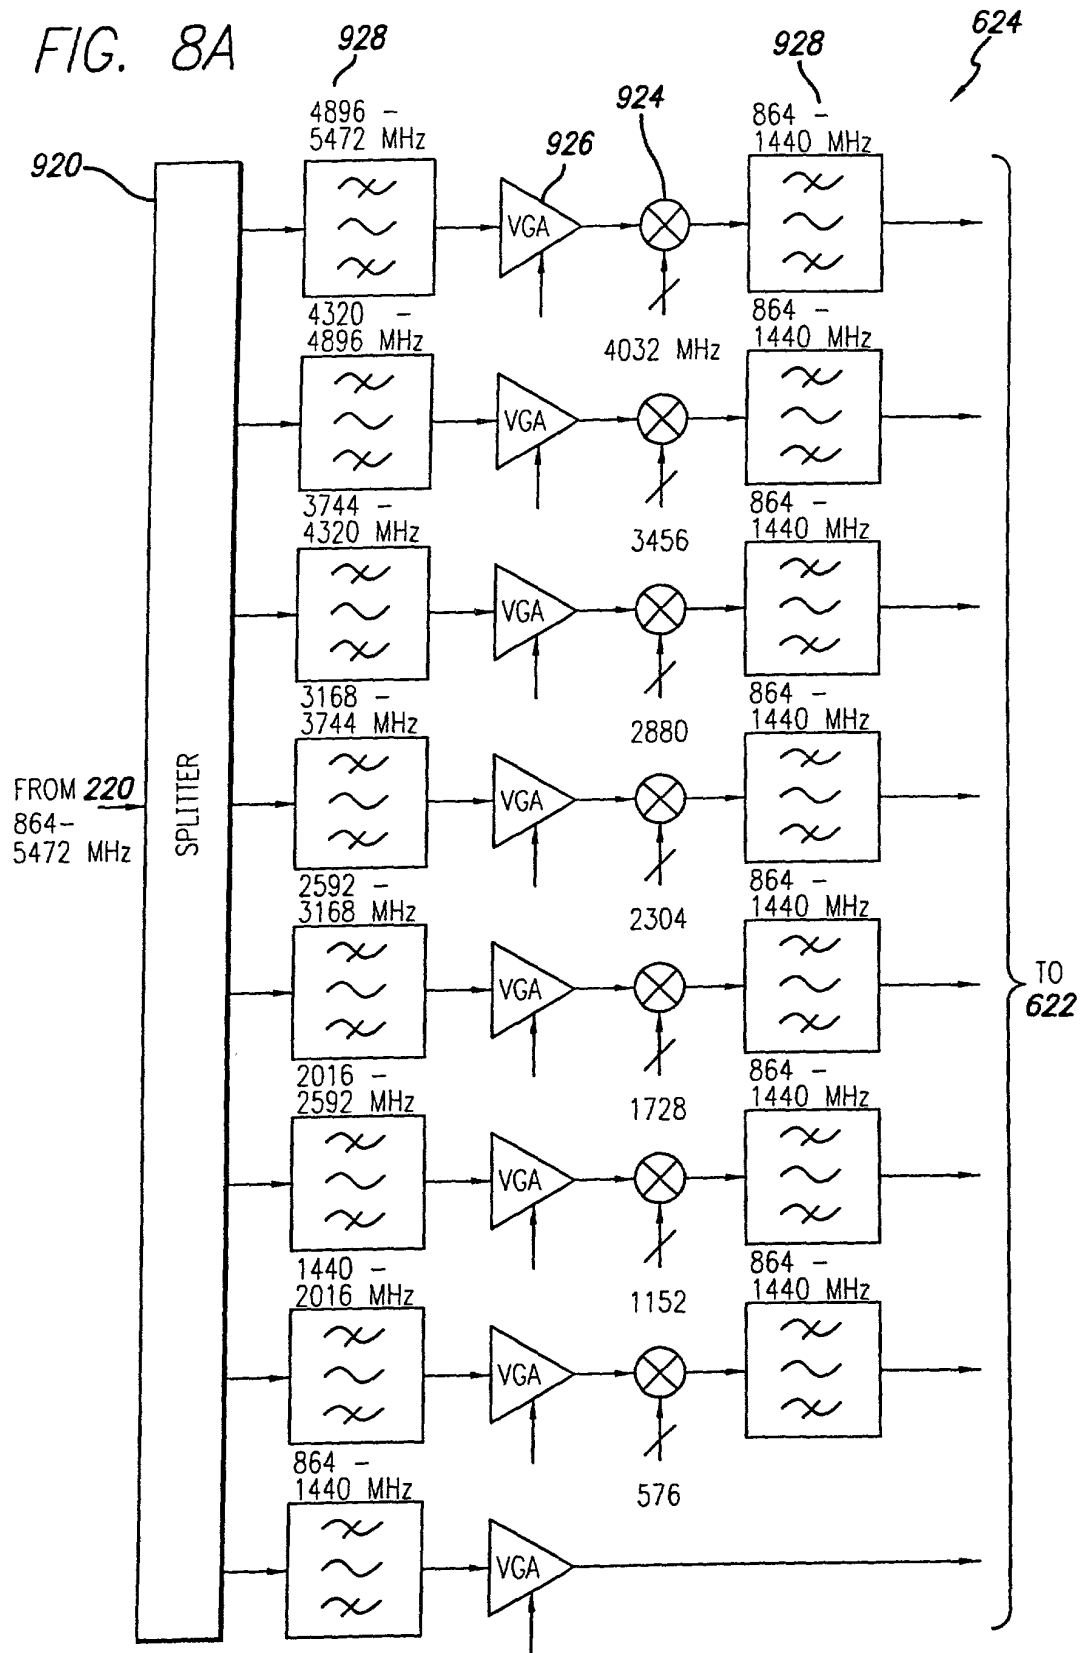 FIG. 8A
928
928
624
924
926
920
4896 -
5472 MHz
864 -
1440 MHz
VGA
4032 MHz
4320 -
4896 MHz
864 -
1440 MHz
VGA
3456
3744 -
4320 MHz
864 -
1440 MHz
VGA
2880
3168 -
3744 MHz
864 -
1440 MHz
VGA
2304
FROM 220
864-
5472 MHz
SPLITTER
2592 -
3168 MHz
864 -
1440 MHz
VGA
1728
TO
622
2016 -
2592 MHz
864 -
1440 MHz
VGA
1152
1440 -
2016 MHz
864 -
1440 MHz
VGA
576
864 -
1440 MHz
VGA